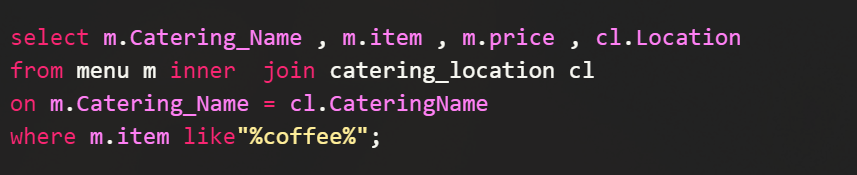 select m.Catering_Name , m.item , m.price , cl.Location
from menu m inner  join catering_location cl
on m.Catering_Name = cl.CateringName
where m.item like"%coffee%";